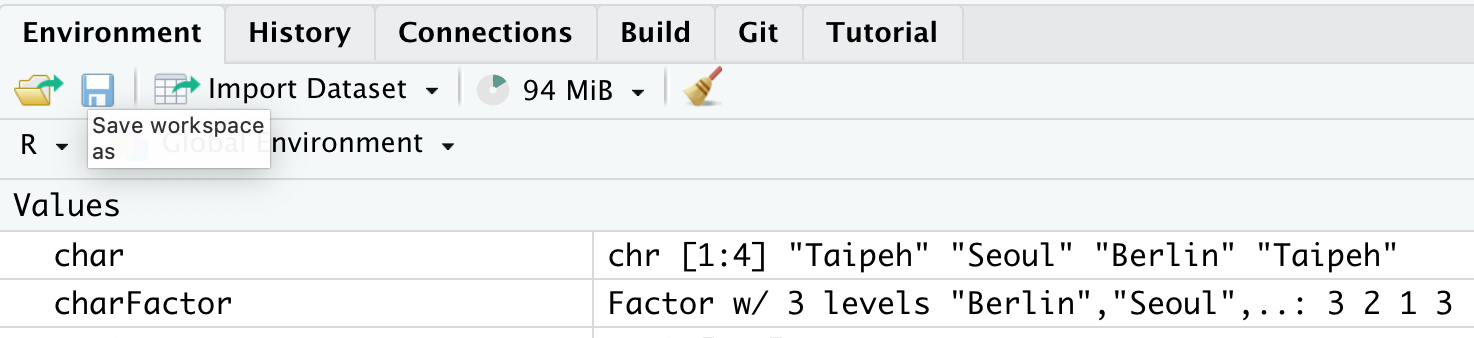 Environment History Connections Build Git Tutorial
Import Dataset 94 MiB
Save workspace
as
R Global Environment
Values
char chr [1:4] "Taipeh" "Seoul" "Berlin" "Taipeh"
charFactor Factor w/ 3 levels "Berlin","Seoul",..: 3 2 1 3